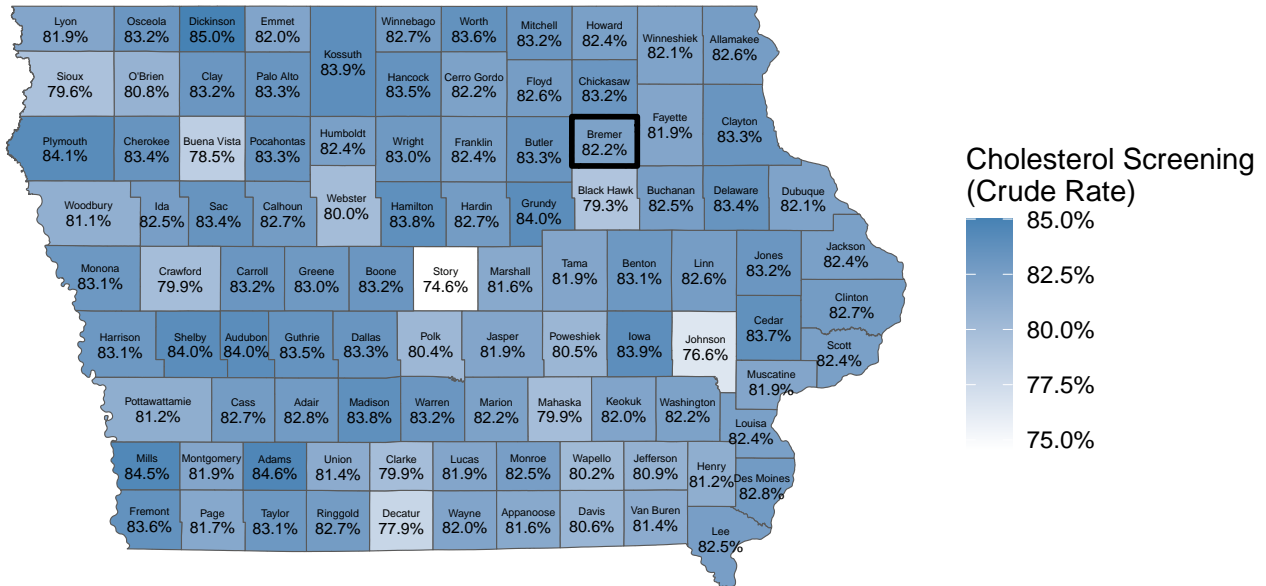 Lyon
81.9%
Osceola
83.2%
Dickinson
85.0%
Emmet
82.0%
Kossuth
83.9%
Winnebago
82.7%
Worth
83.6%
Mitchell
83.2%
Howard
82.4%
Winneshiek
82.1%
Allamakee
82.6%
Sioux
79.6%
O'Brien
80.8%
Clay
83.2%
Palo Alto
83.3%
Hancock
83.5%
Cerro Gordo
82.2%
Floyd
82.6%
Chickasaw
83.2%
Fayette
81.9%
Clayton
83.3%
Plymouth
84.1%
Cherokee
83.4%
Buena Vista
78.5%
Pocahontas
83.3%
Humboldt
82.4%
Wright
83.0%
Franklin
82.4%
Butler
83.3%
Bremer
82.2%
Woodbury
81.1%
Ida
82.5%
Sac
83.4%
Calhoun
82.7%
Webster
80.0%
Hamilton
83.8%
Hardin
82.7%
Grundy
84.0%
Black Hawk
79.3%
Buchanan
82.5%
Delaware
83.4%
Dubuque
82.1%
Monona
83.1%
Crawford
79.9%
Carroll
83.2%
Greene
83.0%
Boone
83.2%
Story
74.6%
Marshall
81.6%
Tama
81.9%
Benton
83.1%
Linn
82.6%
Jones
83.2%
Jackson
82.4%
Clinton
82.7%
Harrison
83.1%
Shelby
84.0%
Audubon
84.0%
Guthrie
83.5%
Dallas
83.3%
Polk
80.4%
Jasper
81.9%
Poweshiek
80.5%
Iowa
83.9%
Johnson
76.6%
Cedar
83.7%
Scott
82.4%
Muscatine
81.9%
Pottawattamie
81.2%
Cass
82.7%
Adair
82.8%
Madison
83.8%
Warren
83.2%
Marion
82.2%
Mahaska
79.9%
Keokuk
82.0%
Washington
82.2%
Louisa
82.4%
Mills
84.5%
Montgomery
81.9%
Adams
84.6%
Union
81.4%
Clarke
79.9%
Lucas
81.9%
Monroe
82.5%
Wapello
80.2%
Jefferson
80.9%
Henry
81.2%
Des Moines
82.8%
Fremont
83.6%
Page
81.7%
Taylor
83.1%
Ringgold
82.7%
Decatur
77.9%
Wayne
82.0%
Appanoose
81.6%
Davis
80.6%
Van Buren
81.4%
Lee
82.5%
Cholesterol Screening
(Crude Rate)
85.0%
82.5%
80.0%
77.5%
75.0%